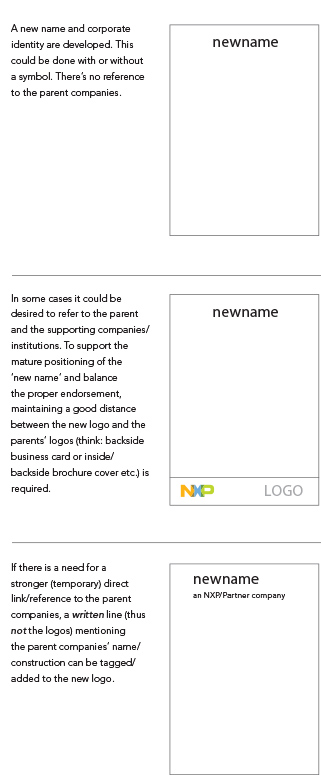 A new name and corporate
identity are developed. This
could be done with or without
a symbol. There's no reference
to the parent companies.
newname
In some cases it could be
desired to refer to the parent
and the supporting companies/
institutions. To support the
mature positioning of the
'new name' and balance
the proper endorsement,
maintaining a good distance
between the new logo and the
parents' logos (think: backside
business card or inside/
backside brochure cover etc.) is
required.
newname
NXP LOGO
If there is a need for a
stronger (temporary) direct
link/reference to the parent
companies, a written line (thus
not the logos) mentioning
the parent companies' name/
construction can be tagged/
added to the new logo.
newname
an NXP/Partner company